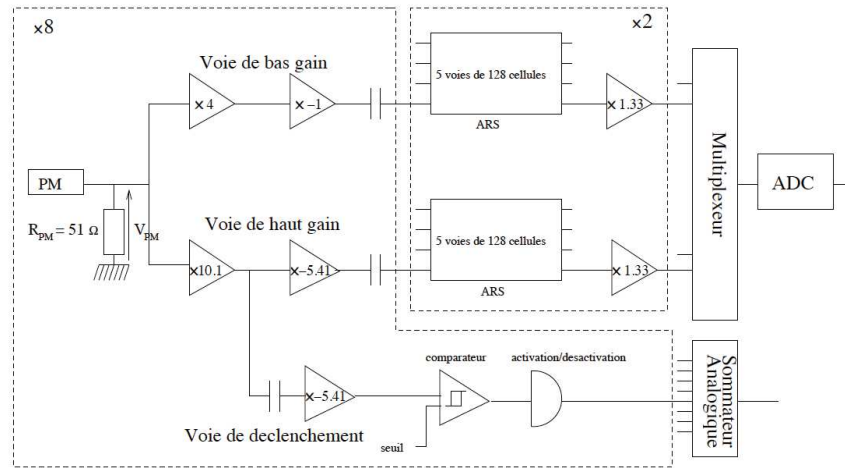 ×8
×2
Voie de bas gain
×4
×−1
5 voies de 128 cellules
ARS
×1.33
PM
R_PM = 51 Ω
V_PM
Voie de haut gain
×10.1
×−5.41
5 voies de 128 cellules
ARS
×1.33
Multiplexeur
ADC
×−5.41
Voie de declenchement
comparateur
seuil
activation/desactivation
Sommateur
Analogique